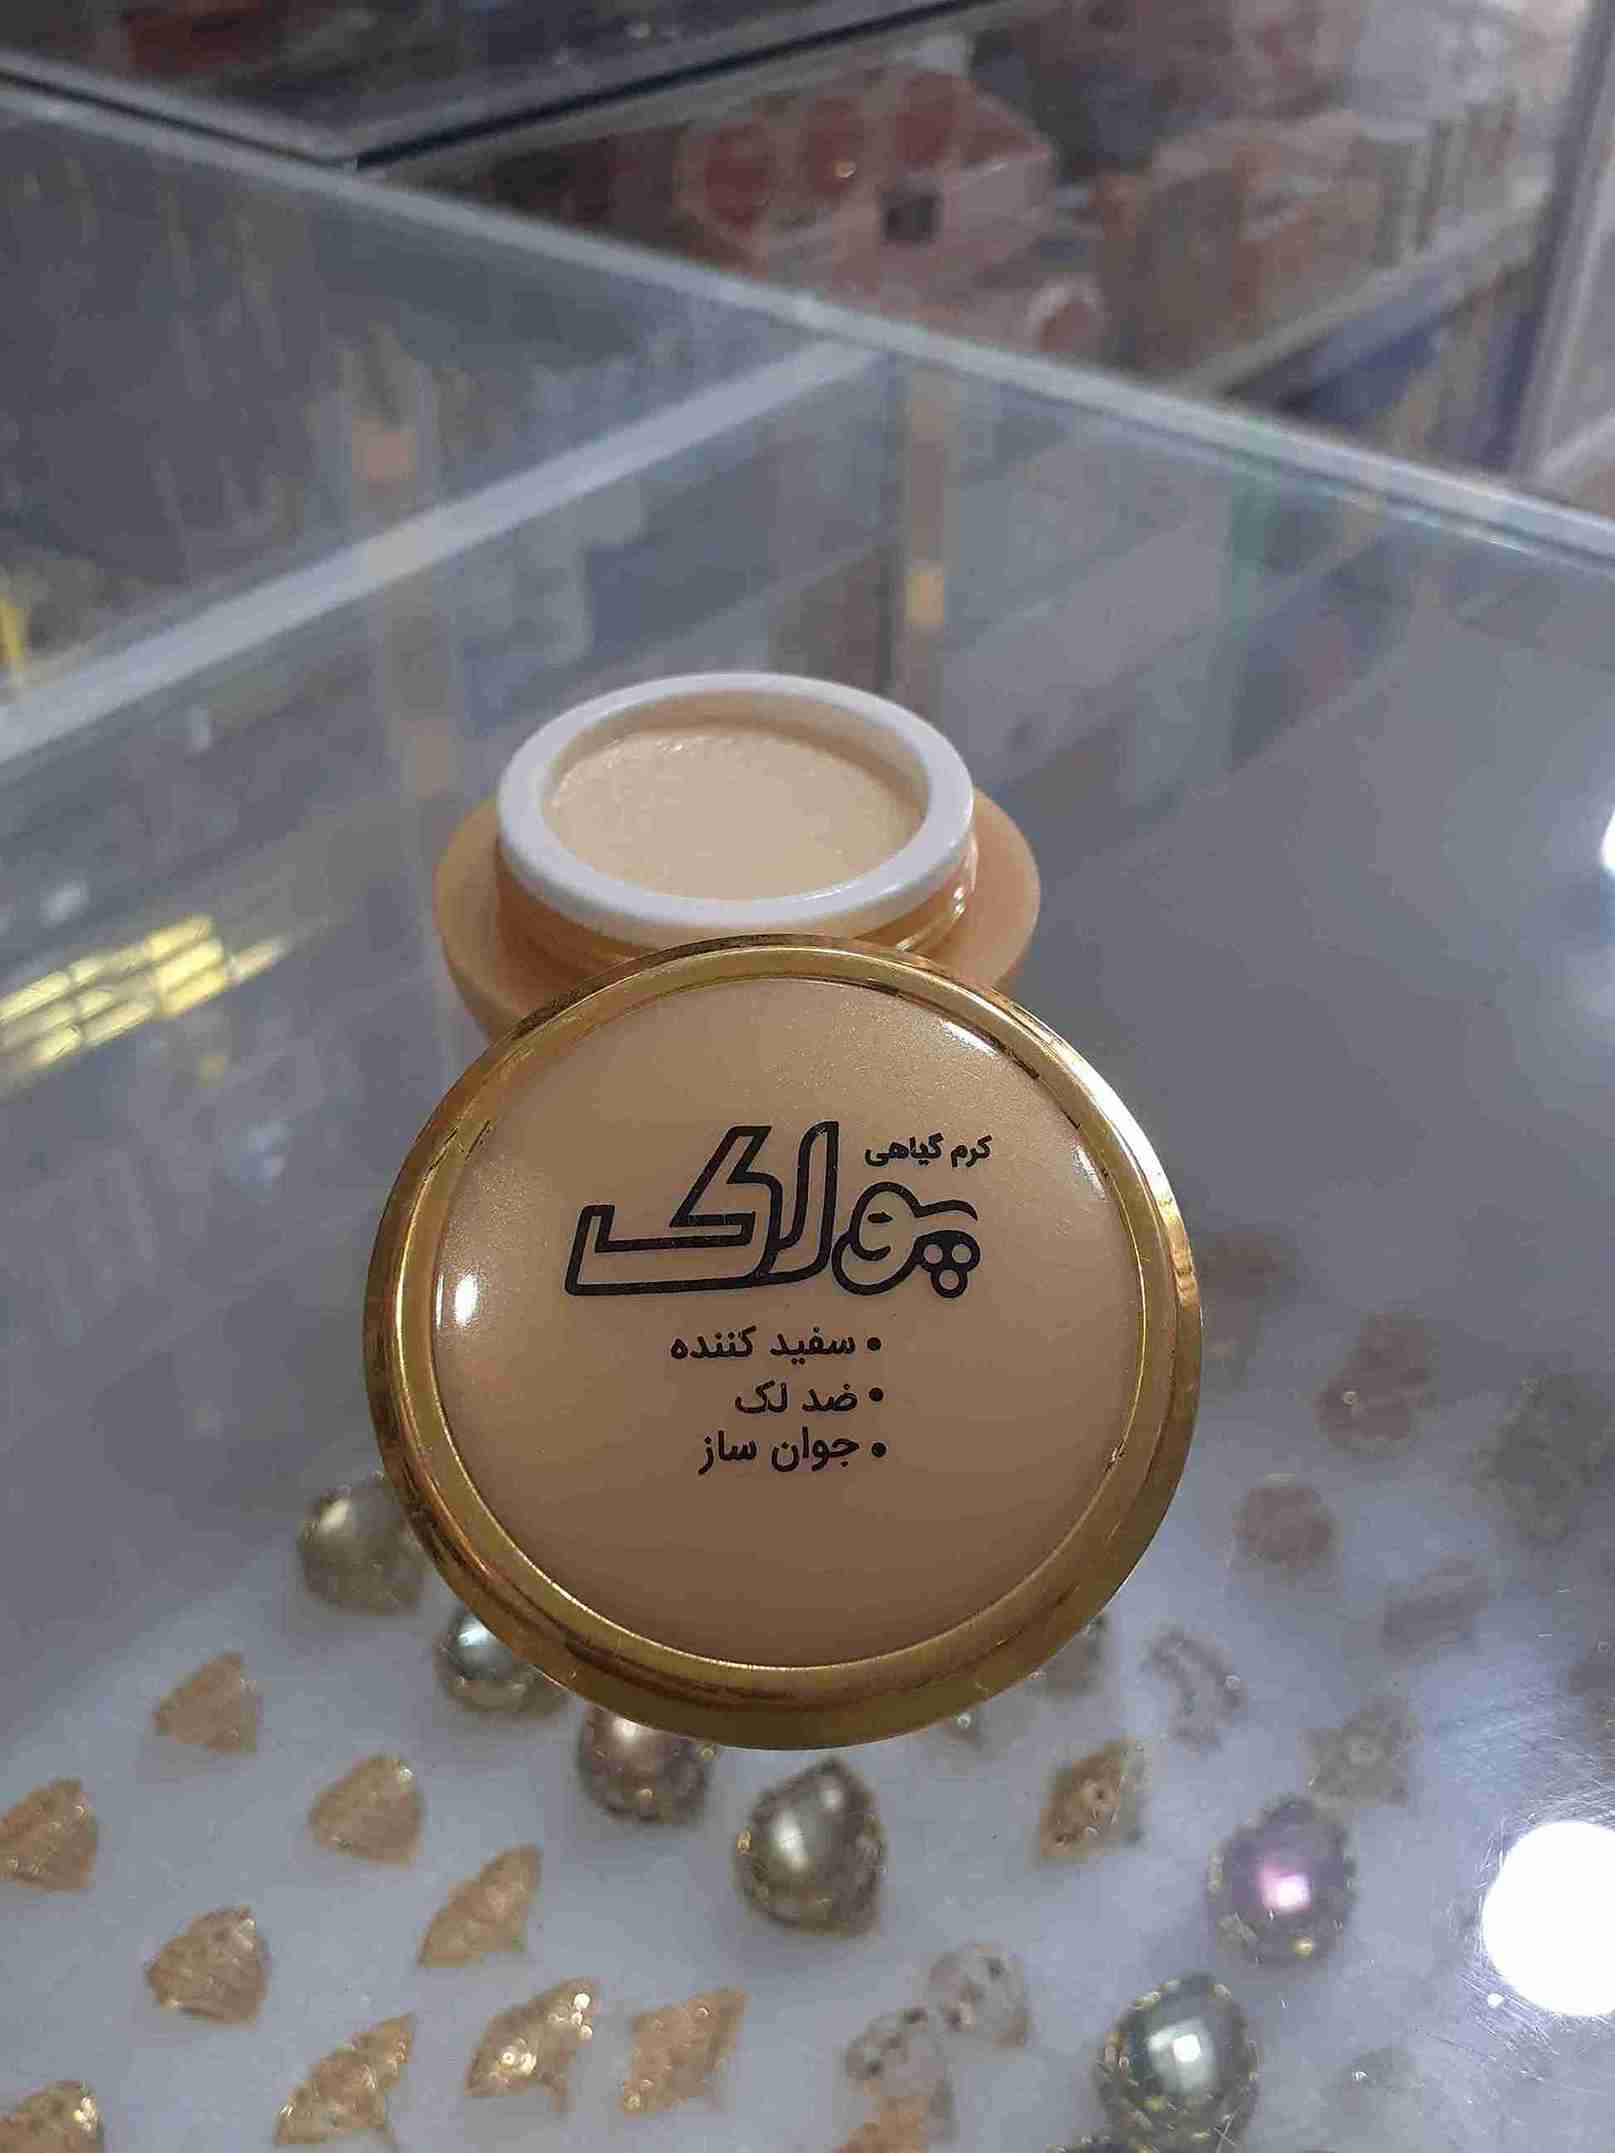 کرم گیاهی
پولک
• سفید کننده
• ضد لک
• جوان ساز